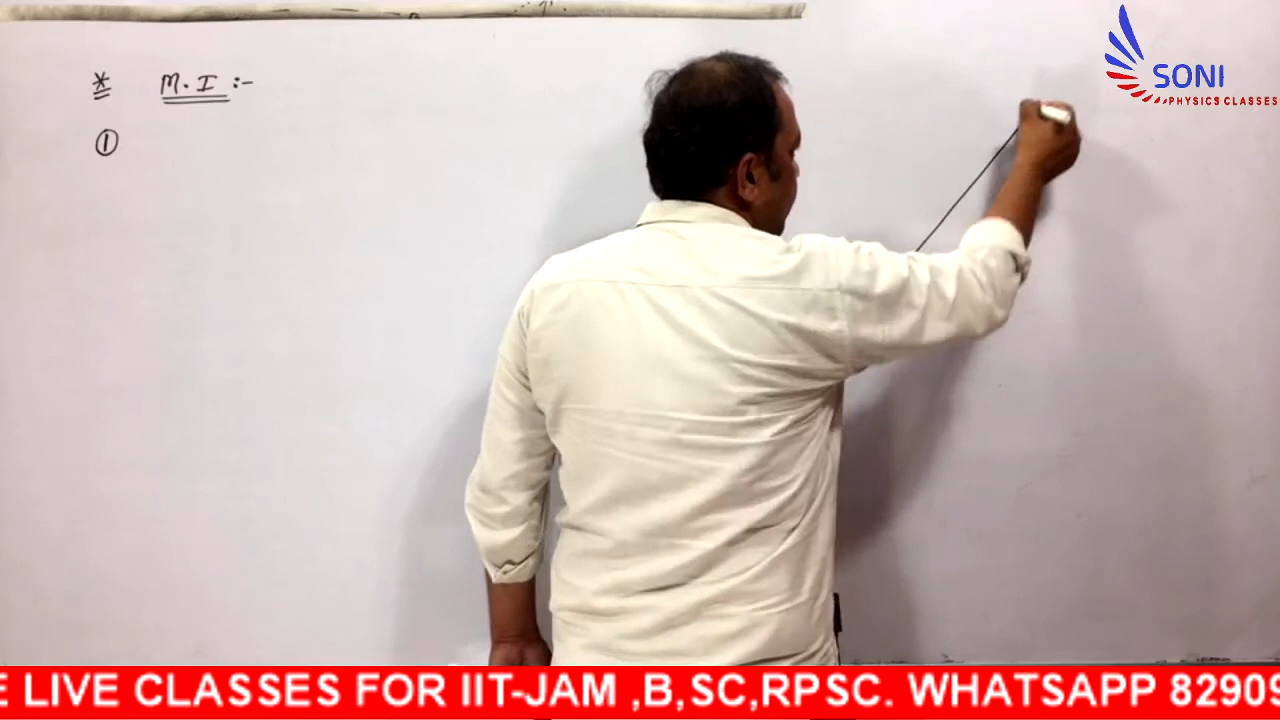 * M.I :-
①
SONI
PHYSICS CLASSES
E LIVE CLASSES FOR IIT-JAM ,B,SC,RPSC. WHATSAPP 82909